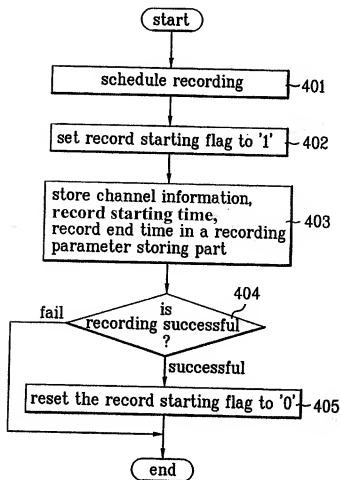 start
schedule recording
401
set record starting flag to '1'
402
store channel information,
record starting time,
record end time in a recording
parameter storing part
403
404
is
recording successful
?
fail
successful
reset the record starting flag to '0'
405
end